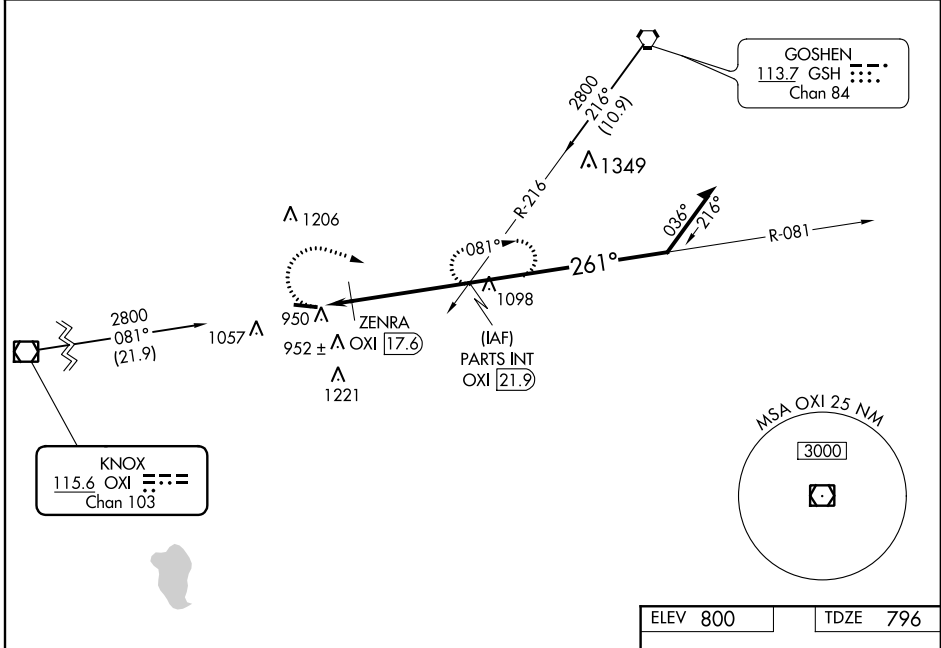 GOSHEN
113.7 GSH
Chan 84
2800
216°
(10.9)
1349
R-216
1206
036°
216°
R-081
081°
261°
1098
950
ZENRA
OXI 17.6
2800
081°
(21.9)
1057
952 ±
(IAF)
PARTS INT
OXI 21.9
1221
MSA OXI 25 NM
3000
KNOX
115.6 OXI
Chan 103
ELEV 800
TDZE 796